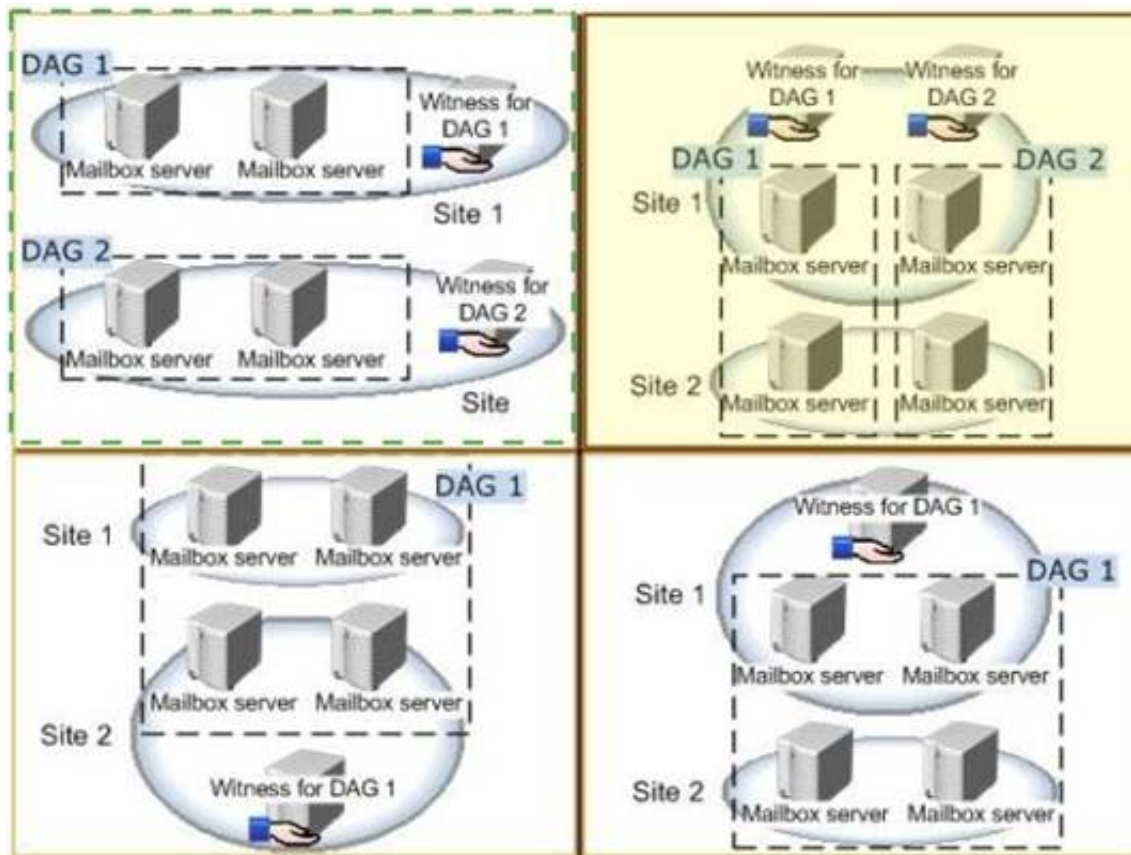 DAG 1
Witness for
DAG 1
Mailbox server Mailbox server
Site 1
DAG 2
Witness for
DAG 2
Mailbox server Mailbox server
Site
Witness for Witness for
DAG 1 DAG 2
DAG 1 DAG 2
Site 1
Mailbox server Mailbox server
Site 2
Mailbox server Mailbox server
DAG 1
Site 1
Mailbox server Mailbox server
Mailbox server Mailbox server
Site 2
Witness for DAG 1
Witness for DAG 1
DAG 1
Site 1
Mailbox server Mailbox server
Site 2
Mailbox server Mailbox server